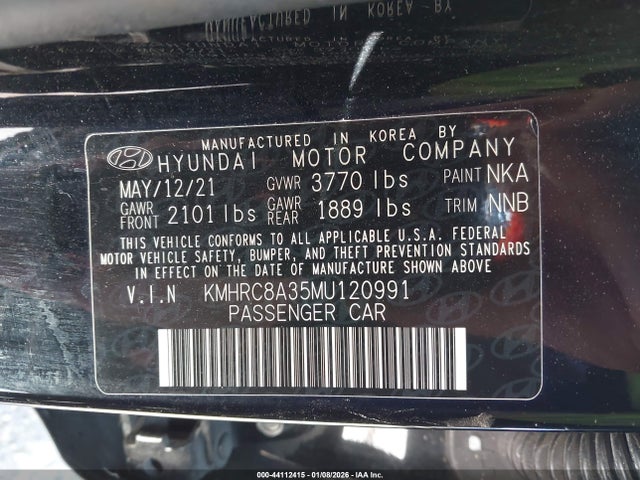 MANUFACTURED IN KOREA BY
HYUNDAI MOTOR COMPANY
MAY/12/21 GVWR 3770 lbs PAINT NKA
GAWR FRONT 2101 lbs GAWR REAR 1889 lbs TRIM NNB
THIS VEHICLE CONFORMS TO ALL APPLICABLE U.S.A. FEDERAL
MOTOR VEHICLE SAFETY, BUMPER, AND THEFT PREVENTION STANDARDS
IN EFFECT ON THE DATE OF MANUFACTURE SHOWN ABOVE.
V.I.N KMHRC8A35MU120991
PASSENGER CAR
000-44112415 - 01/08/2026 - IAA Inc.